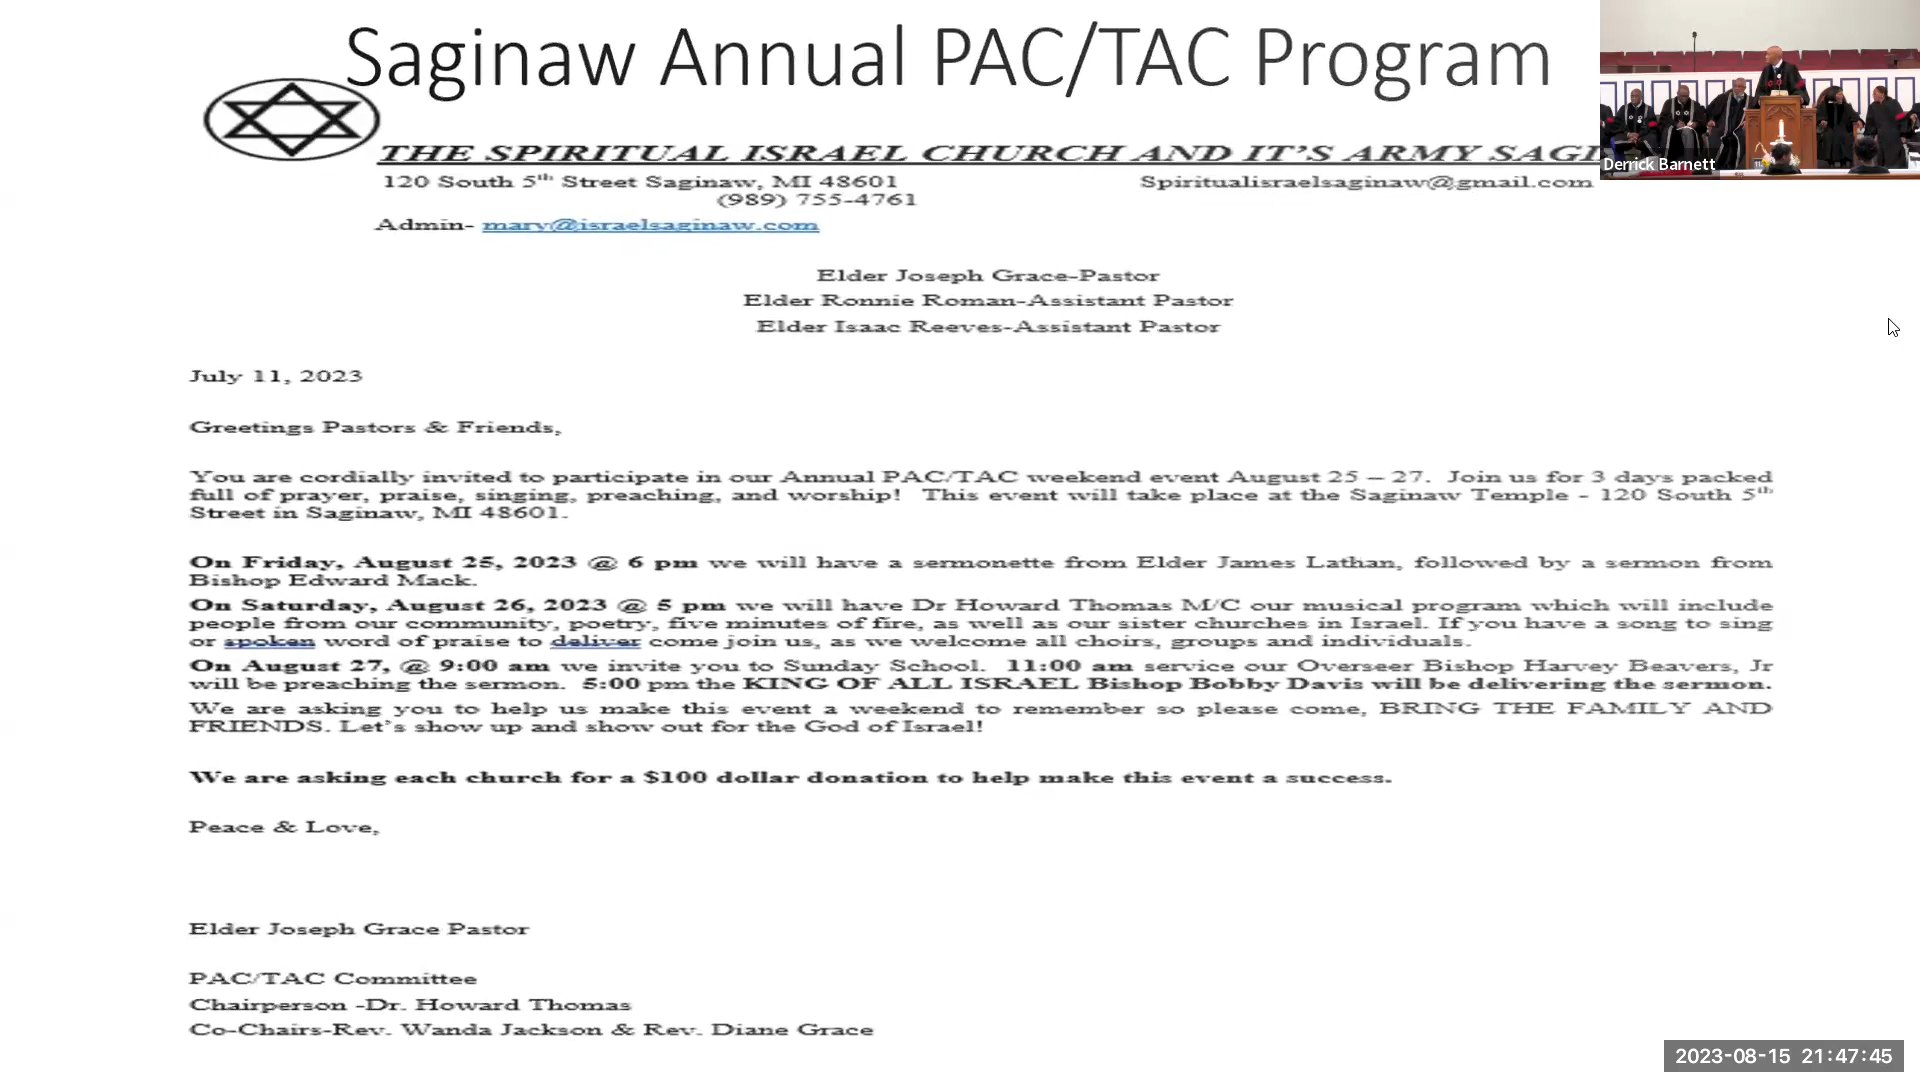 Saginaw Annual PAC/TAC Program
THE SPIRITUAL ISRAEL CHURCH AND IT'S ARMY SAGI
120 South 5th Street Saginaw, MI 48601 Spiritualisraelsaginaw@gmail.com
(989) 755-4761
Admin- mary@israelsaginaw.com
Derrick Barnett
Elder Joseph Grace-Pastor
Elder Ronnie Roman-Assistant Pastor
Elder Isaac Reeves-Assistant Pastor
July 11, 2023
Greetings Pastors & Friends,
You are cordially invited to participate in our Annual PAC/TAC weekend event August 25 – 27. Join us for 3 days packed
full of prayer, praise, singing, preaching, and worship! This event will take place at the Saginaw Temple - 120 South 5th
Street in Saginaw, MI 48601.
On Friday, August 25, 2023 @ 6 pm we will have a sermonette from Elder James Lathan, followed by a sermon from
Bishop Edward Mack.
On Saturday, August 26, 2023 @ 5 pm we will have Dr Howard Thomas M/C our musical program which will include
people from our community, poetry, five minutes of fire, as well as our sister churches in Israel. If you have a song to sing
or spoken word of praise to deliver come join us, as we welcome all choirs, groups and individuals.
On August 27, @ 9:00 am we invite you to Sunday School. 11:00 am service our Overseer Bishop Harvey Beavers, Jr
will be preaching the sermon. 5:00 pm the KING OF ALL ISRAEL Bishop Bobby Davis will be delivering the sermon.
We are asking you to help us make this event a weekend to remember so please come, BRING THE FAMILY AND
FRIENDS. Let's show up and show out for the God of Israel!
We are asking each church for a $100 dollar donation to help make this event a success.
Peace & Love,
Elder Joseph Grace Pastor
PAC/TAC Committee
Chairperson -Dr. Howard Thomas
Co-Chairs-Rev. Wanda Jackson & Rev. Diane Grace
2023-08-15 21:47:45